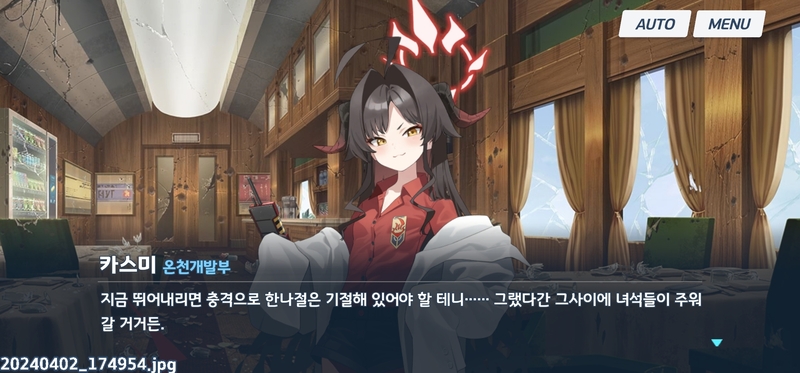 AUTO MENU
카스미 온천개발부
지금 뛰어내리면 충격으로 한나절은 기절해 있어야 할 테니…… 그랬다간 그사이에 녀석들이 주워
갈 거거든.
20240402_174954.jpg